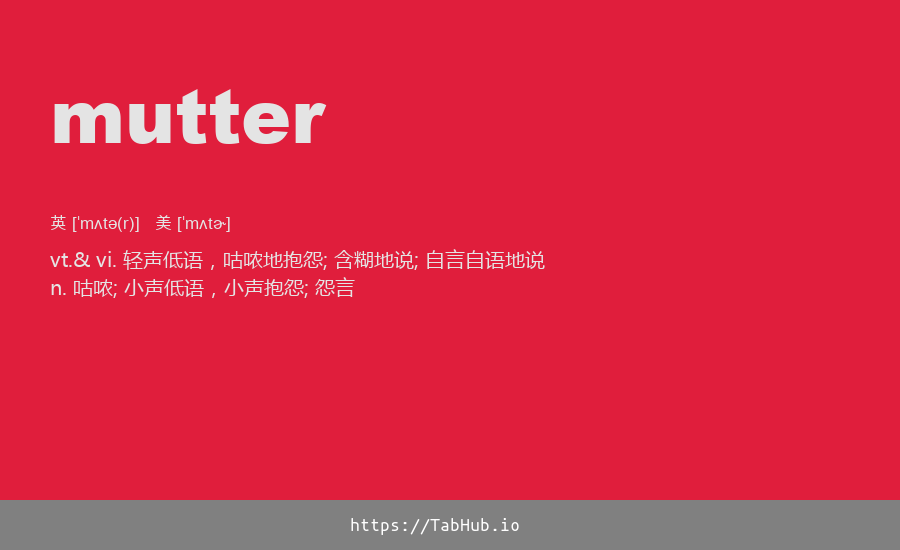 mutter
英 [ˈmʌtə(r)] 美 [ˈmʌtɚ]
vt.& vi. 轻声低语，咕哝地抱怨; 含糊地说; 自言自语地说
n. 咕哝; 小声低语，小声抱怨; 怨言
https://TabHub.io